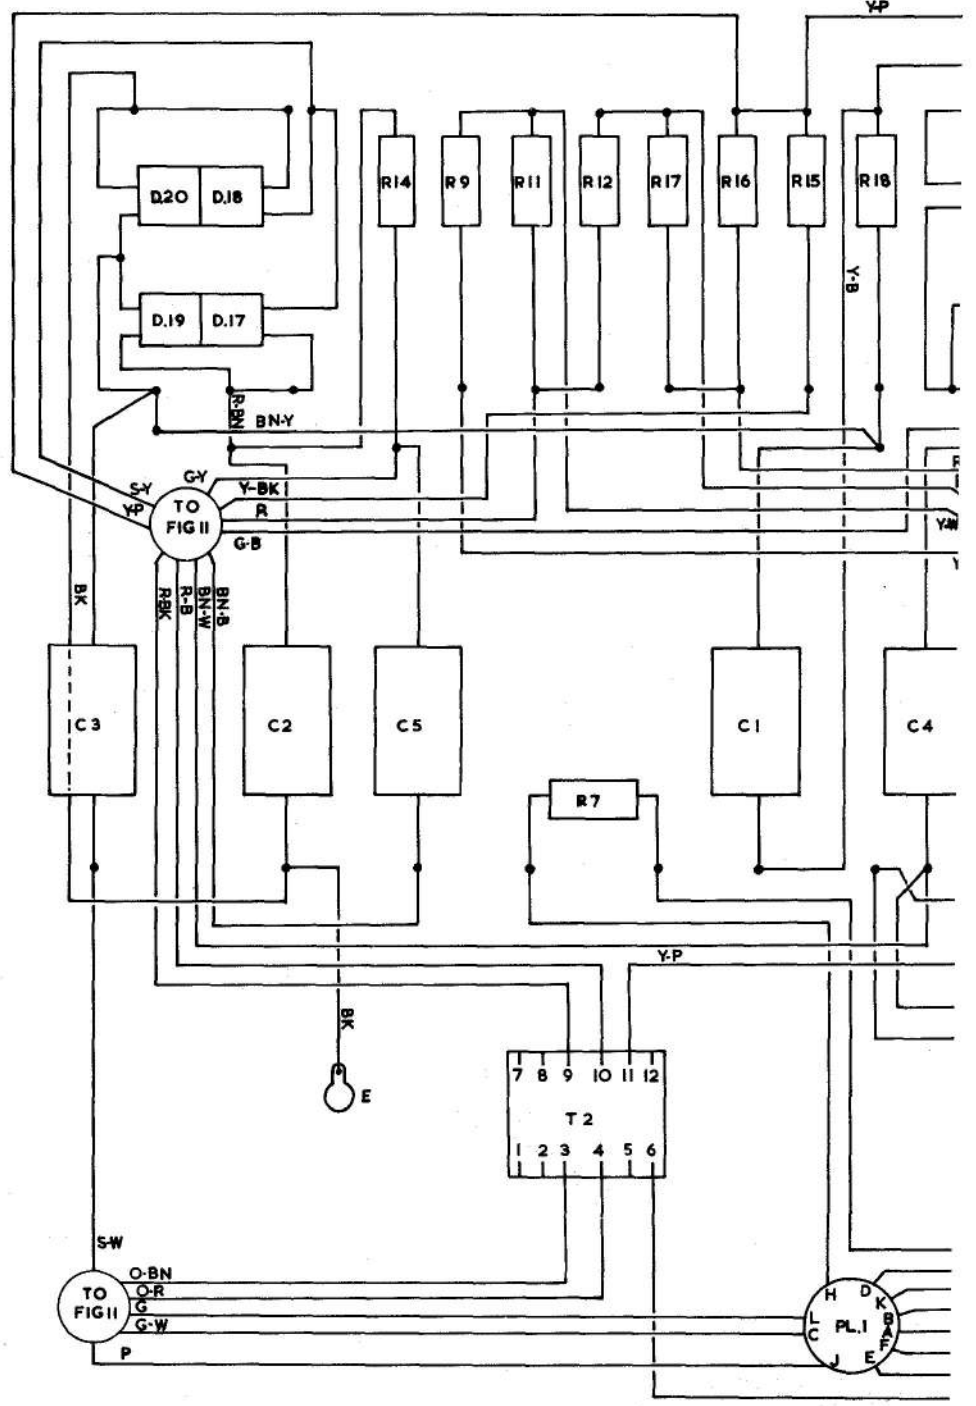 Y-P
D.20 D.18
R14 R9 R11 R12 R17 R16 R15 R18
Y-B
D.19 D.17
R-BN
BN-Y
G-Y
S-Y
Y-BK
Y-P
TO
FIG 11
R
G-B
Y-W
BK
R-BK
R-B
BN-W
BN-B
C3
C2
C5
C1
C4
R7
Y-P
BK
E
7 8 9 10 11 12
T2
1 2 3 4 5 6
S-W
O-BN
O-R
G
G-W
P
TO
FIG 11
H D K
L
C
PL.1
B
A
F
J E